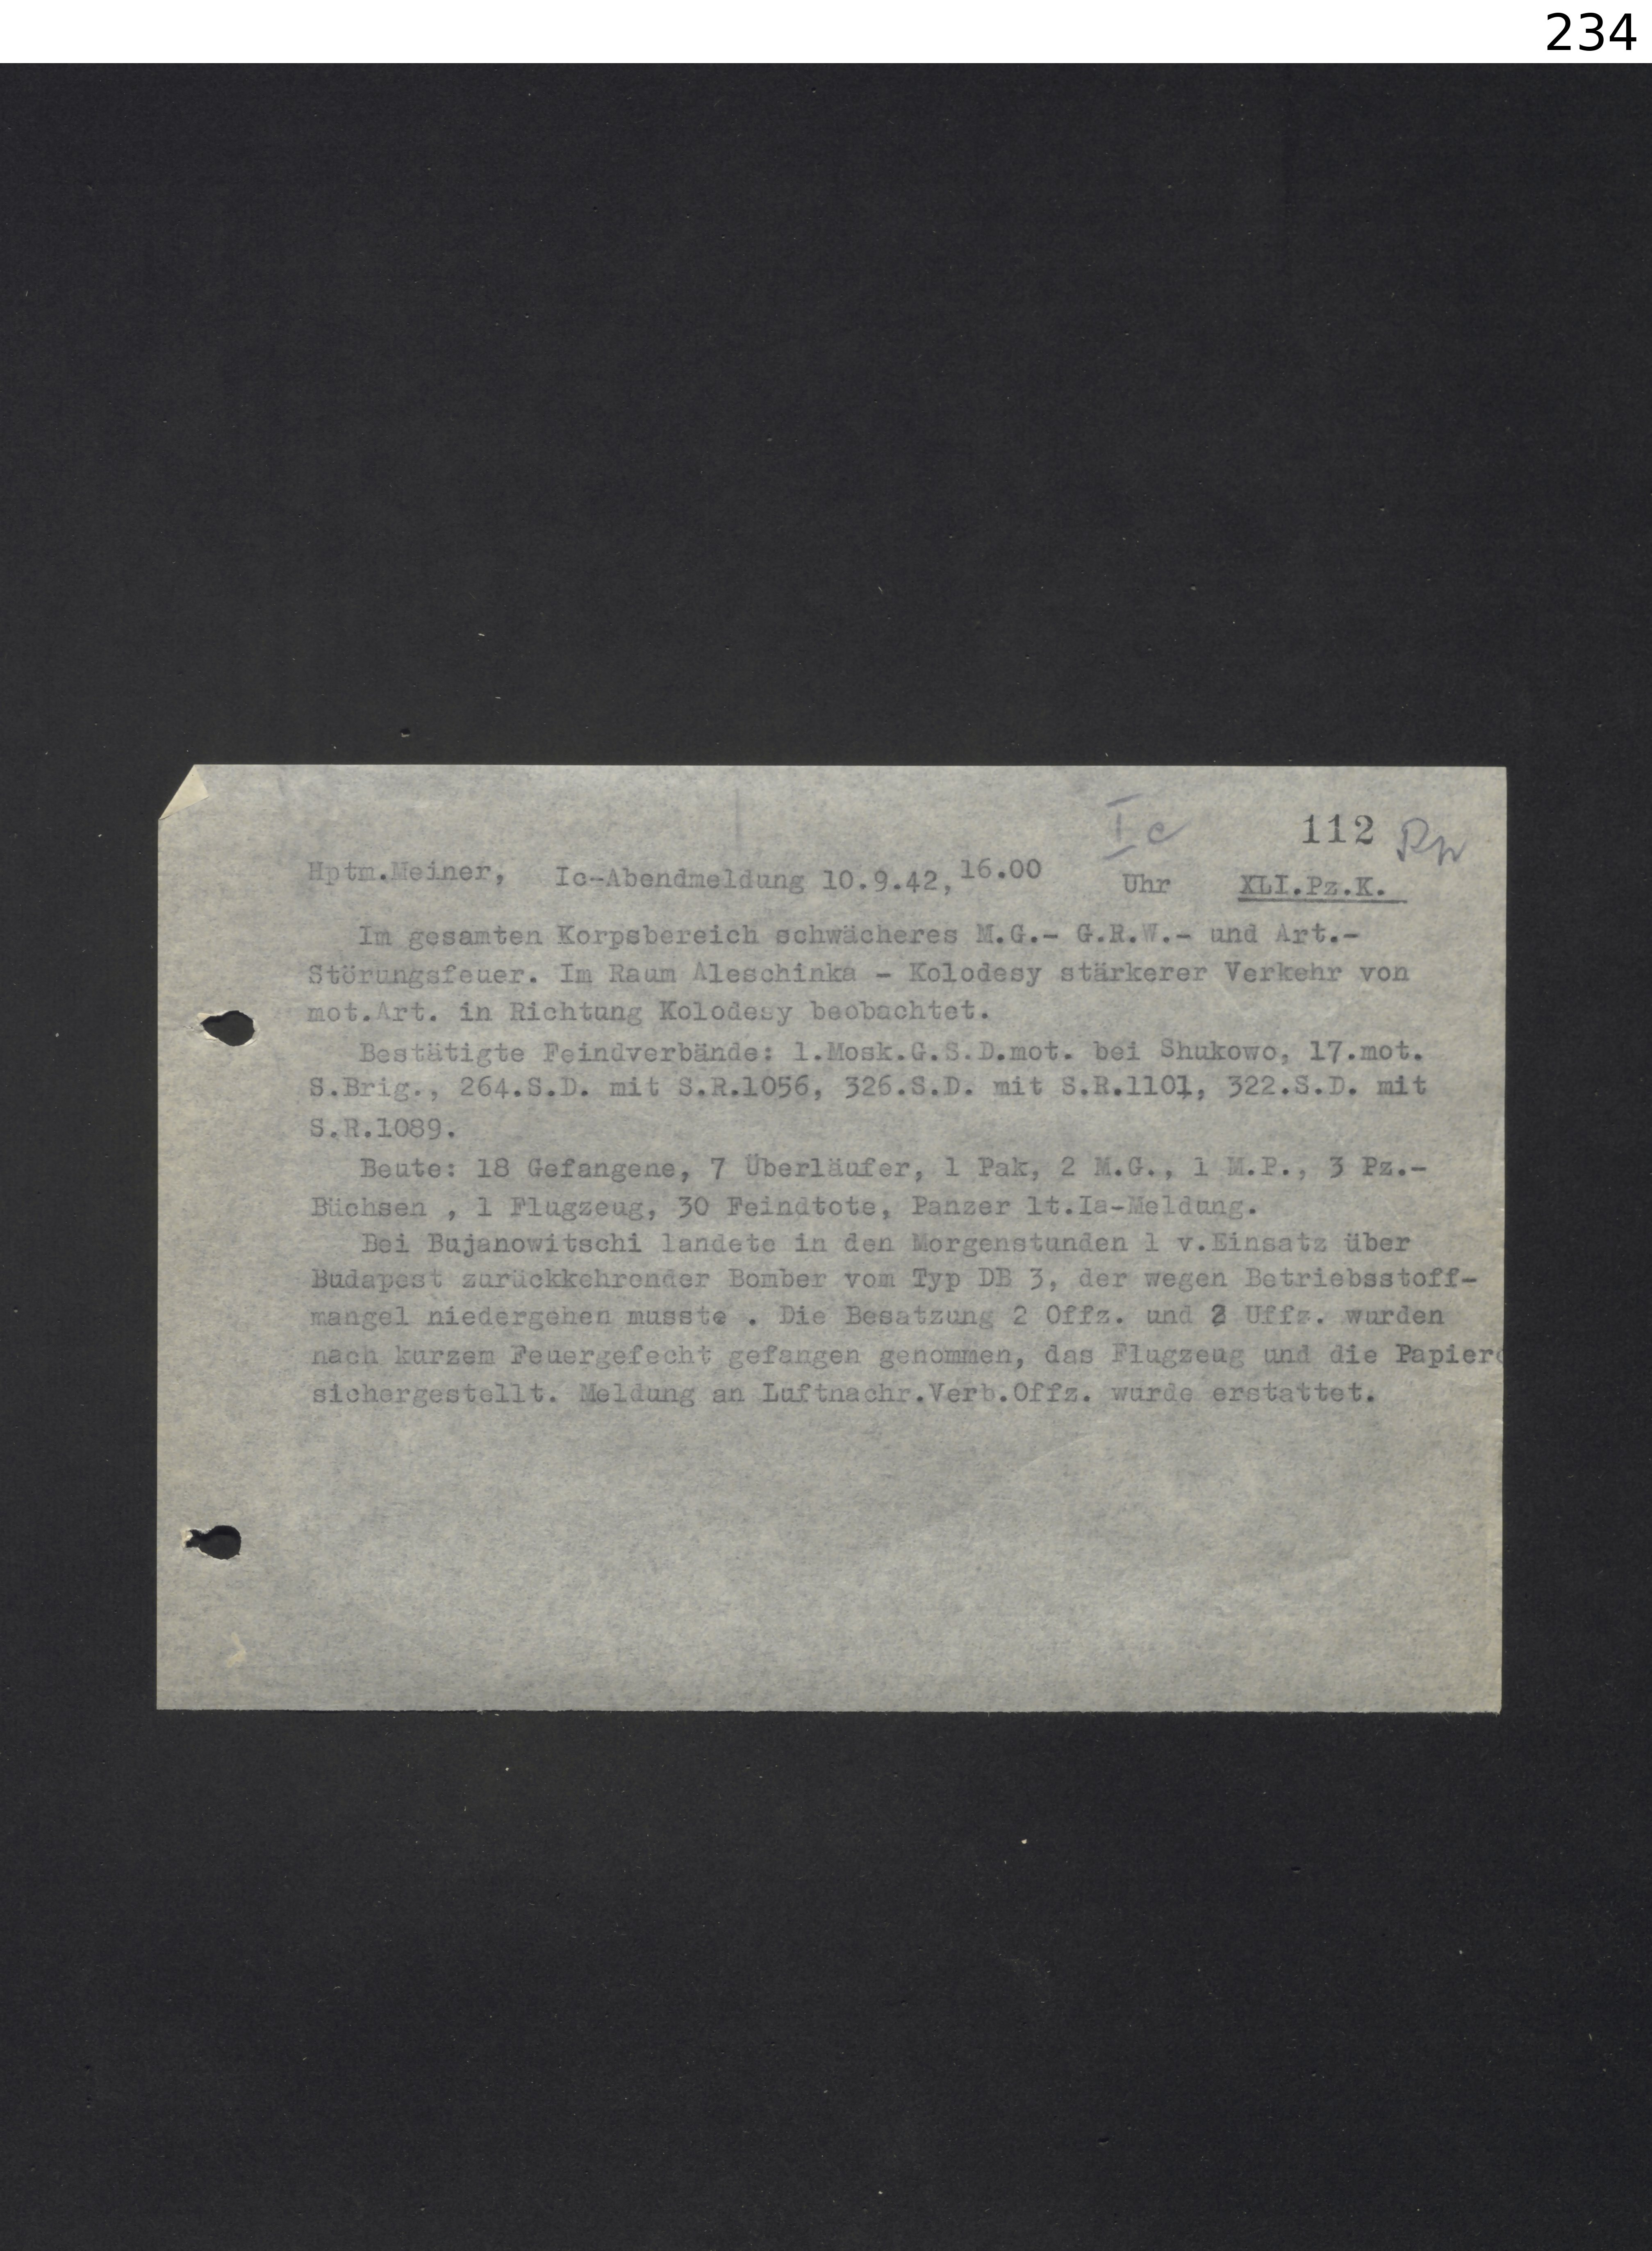 234
Ic
112
Hptm.Meiner, Ic-Abendmeldung 10.9.42, 16.00 Uhr XLI.Pz.K.
Im gesamten Korpsbereich schwächeres M.G.- G.R.W.- und Art.-
Störungsfeuer. Im Raum Aleschinka - Kolodesy stärkerer Verkehr von
mot.Art. in Richtung Kolodesy beobachtet.
Bestätigte Feindverbände: 1.Mosk.G.S.D.mot. bei Shukowo, 17.mot.
S.Brig., 264.S.D. mit S.R.1056, 326.S.D. mit S.R.1101, 322.S.D. mit
S.R.1089.
Beute: 18 Gefangene, 7 Überläufer, 1 Pak, 2 M.G., 1 M.P., 3 Pz.-
Büchsen , 1 Flugzeug, 30 Feindtote, Panzer lt.Ia-Meldung.
Bei Bujanowitschi landete in den Morgenstunden 1 v.Einsatz über
Budapest zurückkehrender Bomber vom Typ DB 3, der wegen Betriebsstoff-
mangel niedergehen musste . Die Besatzung 2 Offz. und 2 Uffz. wurden
nach kurzem Feuergefecht gefangen genommen, das Flugzeug und die Papiere
sichergestellt. Meldung an Luftnachr.Verb.Offz. wurde erstattet.